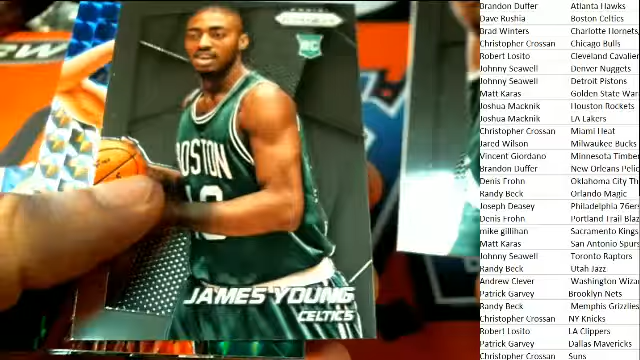 PRIZM
RC
BOSTON
JAMES YOUNG
CELTICS
Brandon Duffer Atlanta Hawks
Dave Rushia Boston Celtics
Brad Winters Charlotte Hornets,
Christopher Crossan Chicago Bulls
Robert Losito Cleveland Cavalier
Johnny Seawell Denver Nuggets
Johnny Seawell Detroit Pistons
Matt Karas Golden State War
Joshua Macknik Houston Rockets
Joshua Macknik LA Lakers
Christopher Crossan Miami Heat
Jared Wilson Milwaukee Bucks
Vincent Giordano Minnesota Timber
Brandon Duffer New Orleans Pelic
Denis Frohn Oklahoma City Th
Randy Beck Orlando Magic
Joseph Deasey Philadelphia 76ers
Denis Frohn Portland Trail Blaz
mike gillihan Sacramento Kings
Matt Karas San Antonio Spurs
Johnny Seawell Toronto Raptors
Randy Beck Utah Jazz
Andrew Clever Washington Wizar
Patrick Garvey Brooklyn Nets
Randy Beck Memphis Grizzlies
Christopher Crossan NY Knicks
Robert Losito LA Clippers
Patrick Garvey Dallas Mavericks
Christopher Crossan Suns